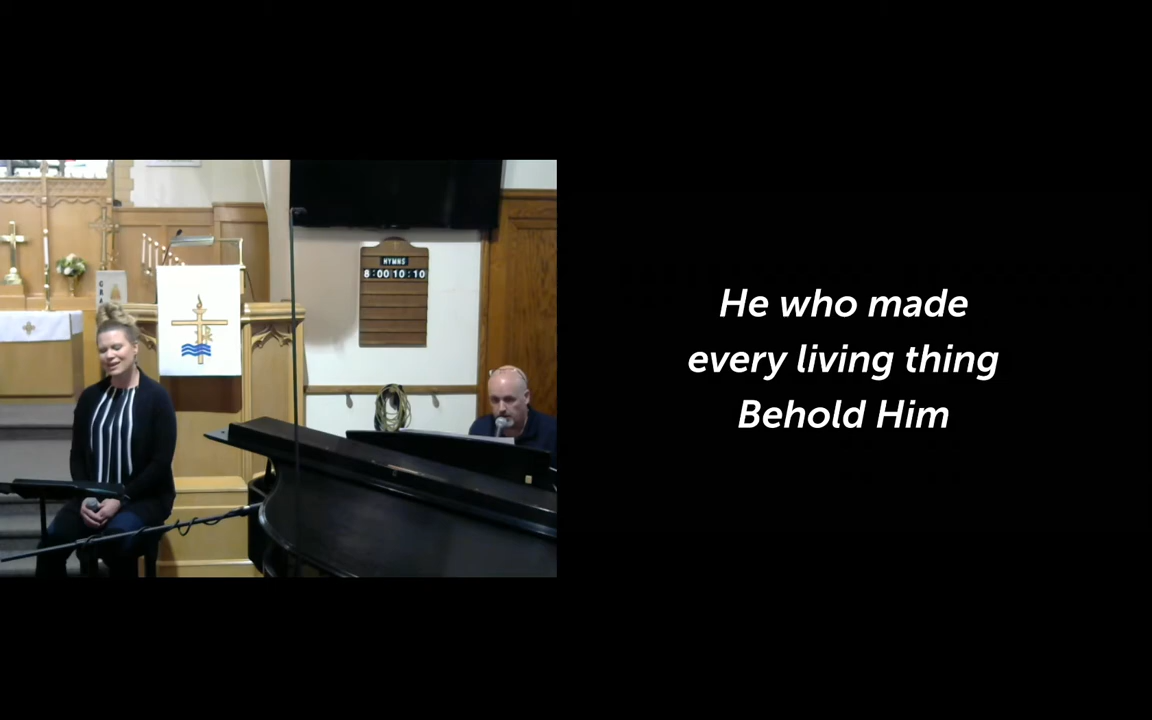 HYMNS
8:00 10:10
G
R
A
He who made
every living thing
Behold Him